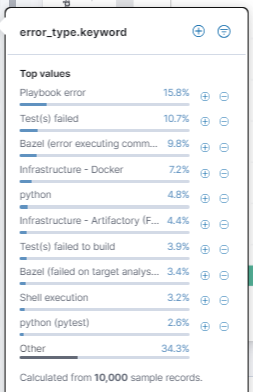 error_type.keyword
Top values
Playbook error 15.8%
Test(s) failed 10.7%
Bazel (error executing comm... 9.8%
Infrastructure - Docker 7.2%
python 4.8%
Infrastructure - Artifactory (F... 4.4%
Test(s) failed to build 3.9%
Bazel (failed on target analys... 3.4%
Shell execution 3.2%
python (pytest) 2.6%
Other 34.3%
Calculated from 10,000 sample records.